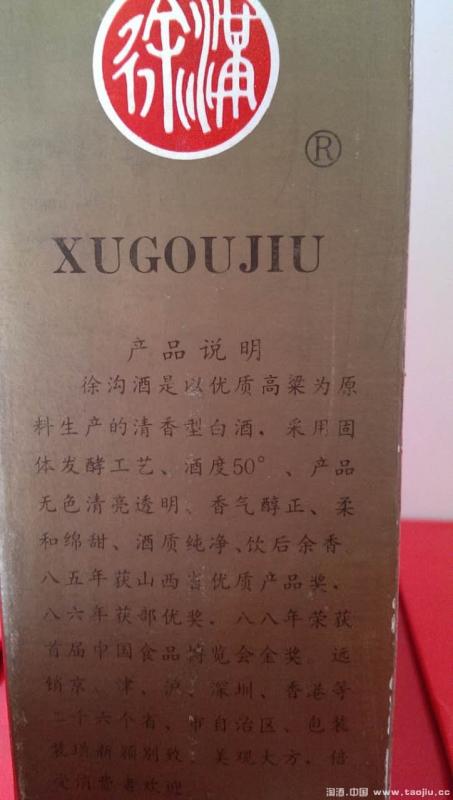 徐溝
®
XUGOUJIU
产品说明
徐沟酒是以优质高梁为原
料生产的清香型白酒．采用固
体发酵工艺、酒度50°、产品
无色清亮透明、香气醇正、柔
和绵甜、酒质纯净、饮后余香．
八五年获山西省优质产品奖．
八六年获部优奖．八八年荣获
首届中国食品博览会金奖。远
销京、津、沪、深圳、香港等
二个六个省、市自治区、包装
装璜新颖别致、美观大方、倍
受消费者欢迎
淘酒.中国 www.taojiu.cc